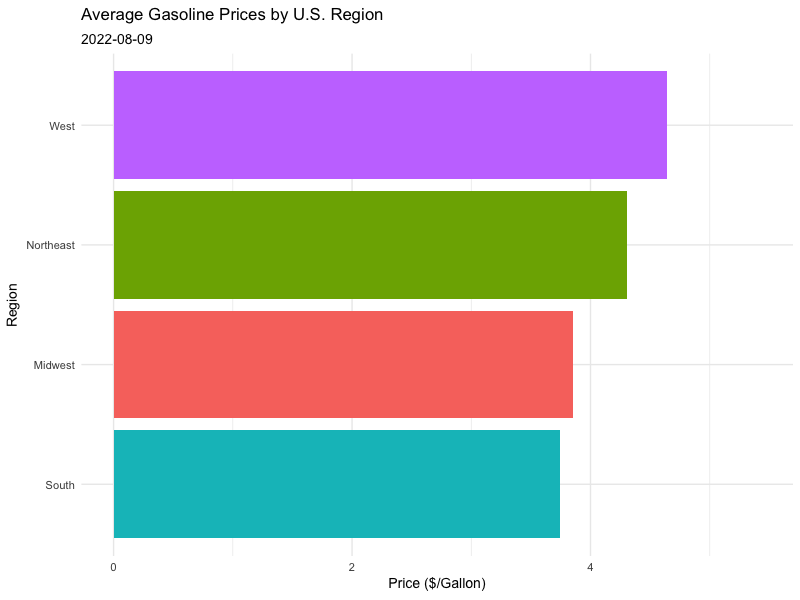 Average Gasoline Prices by U.S. Region
2022-08-09
West
Northeast
Midwest
South
Region
0 2 4
Price ($/Gallon)